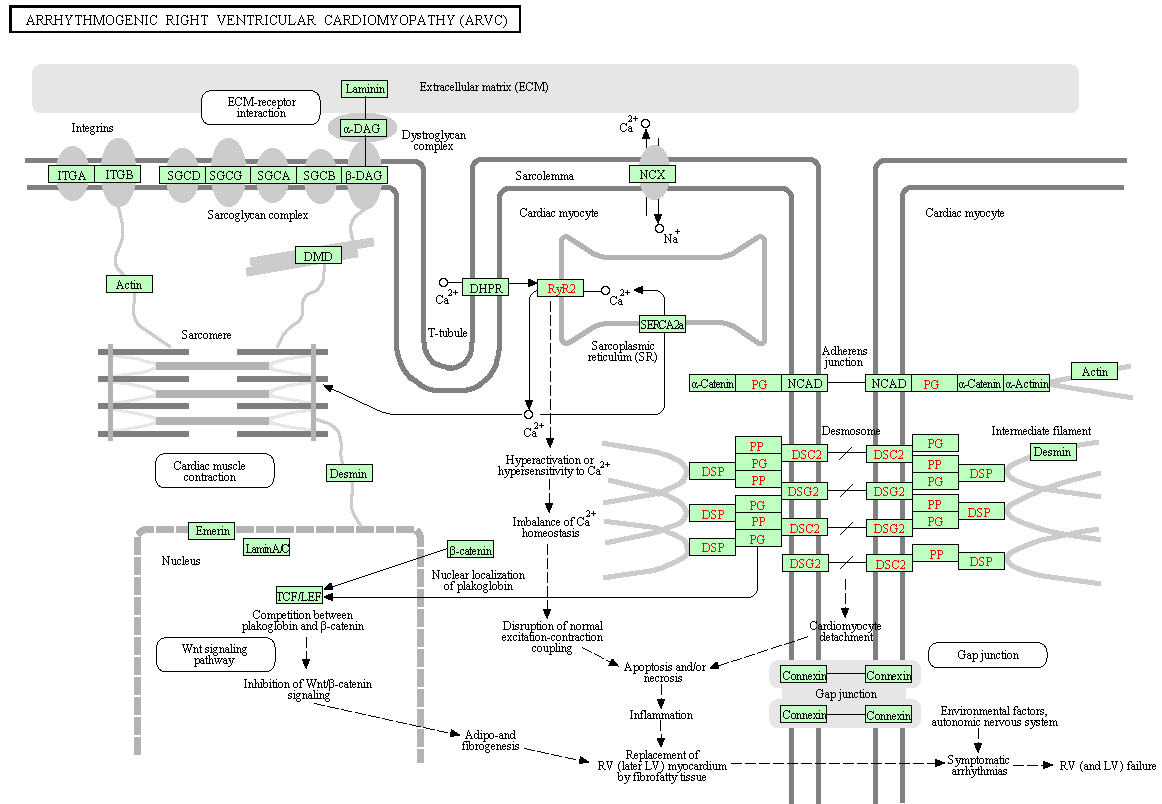 ARRHYTHMOGENIC RIGHT VENTRICULAR CARDIOMYOPATHY (ARVC)
Laminin
Extracellular matrix (ECM)
ECM-receptor
interaction
α-DAG
Dystroglycan
complex
Integrins
ITGA
ITGB
SGCD
SGCG
SGCA
SGCB
β-DAG
Sarcoglycan complex
Ca2+
NCX
Na+
Sarcolemma
Cardiac myocyte
Cardiac myocyte
DMD
Actin
Sarcomere
Ca2+
DHPR
RyR2
Ca2+
SERCA2a
T-tubule
Sarcoplasmic
reticulum (SR)
Ca2+
Adherens
junction
α-Catenin
PG
NCAD
NCAD
PG
α-Catenin
α-Actinin
Actin
Cardiac muscle
contraction
Desmin
Hyperactivation or
hypersensitivity to Ca2+
Imbalance of Ca2+
homeostasis
Desmosome
Intermediate filament
Desmin
DSP
PP
PG
PP
DSC2
DSC2
PG
PP
PG
DSP
DSG2
DSG2
DSP
PG
PP
PG
DSC2
DSG2
PP
PG
DSP
DSP
DSG2
DSC2
PP
DSP
Emerin
LaminA/C
Nucleus
β-catenin
Nuclear localization
of plakoglobin
TCF/LEF
Competition between
plakoglobin and β-catenin
Wnt signaling
pathway
Inhibition of Wnt/β-catenin
signaling
Disruption of normal
excitation-contraction
coupling
Cardiomyocyte
detachment
Apoptosis and/or
necrosis
Inflammation
Connexin
Connexin
Gap junction
Connexin
Connexin
Gap junction
Environmental factors,
autonomic nervous system
Adipo-and
fibrogenesis
Replacement of
RV (later LV) myocardium
by fibrofatty tissue
Symptomatic
arrhythmias
RV (and LV) failure